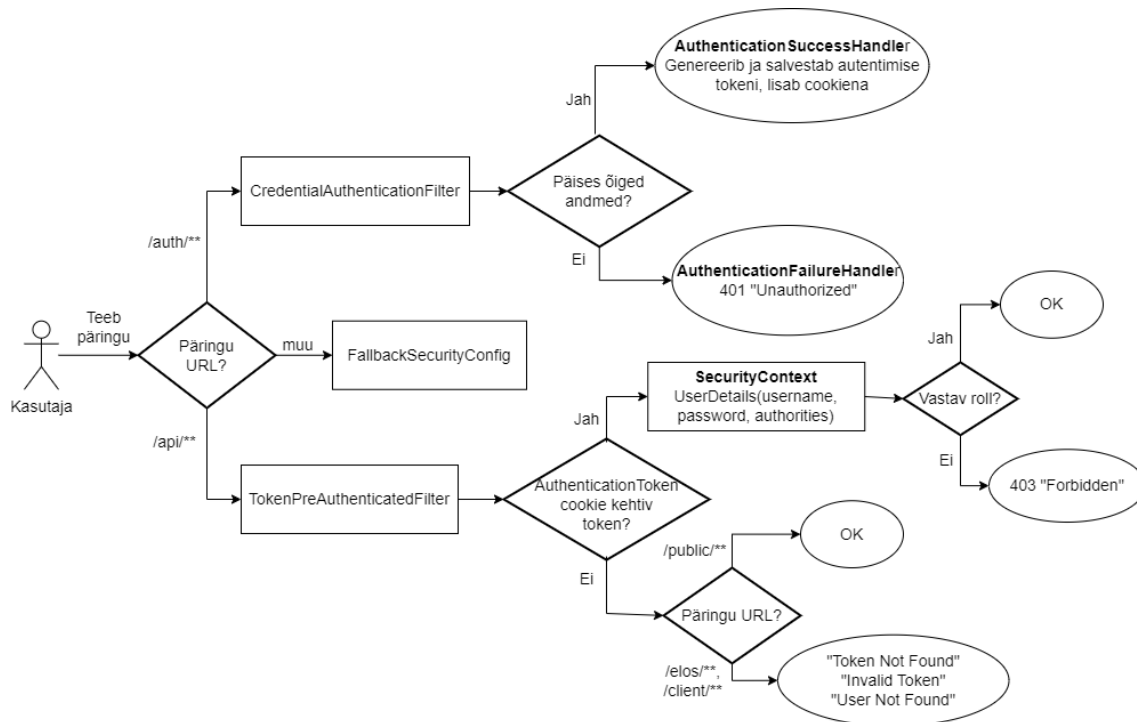 AuthenticationSuccessHandler
Genereerib ja salvestab autentimise
tokeni, lisab cookiena
Jah
CredentialAuthenticationFilter
Päises õiged
andmed?
/auth/**
Ei
AuthenticationFailureHandler
401 "Unauthorized"
OK
Teeb
päringu
Päringu
URL?
muu
FallbackSecurityConfig
Jah
Kasutaja
SecurityContext
UserDetails(username,
password, authorities)
Vastav roll?
Jah
/api/**
Ei
TokenPreAuthenticatedFilter
AuthenticationToken
cookie kehtiv
token?
403 "Forbidden"
OK
/public/**
Ei
Päringu URL?
/elos/**,
/client/**
"Token Not Found"
"Invalid Token"
"User Not Found"